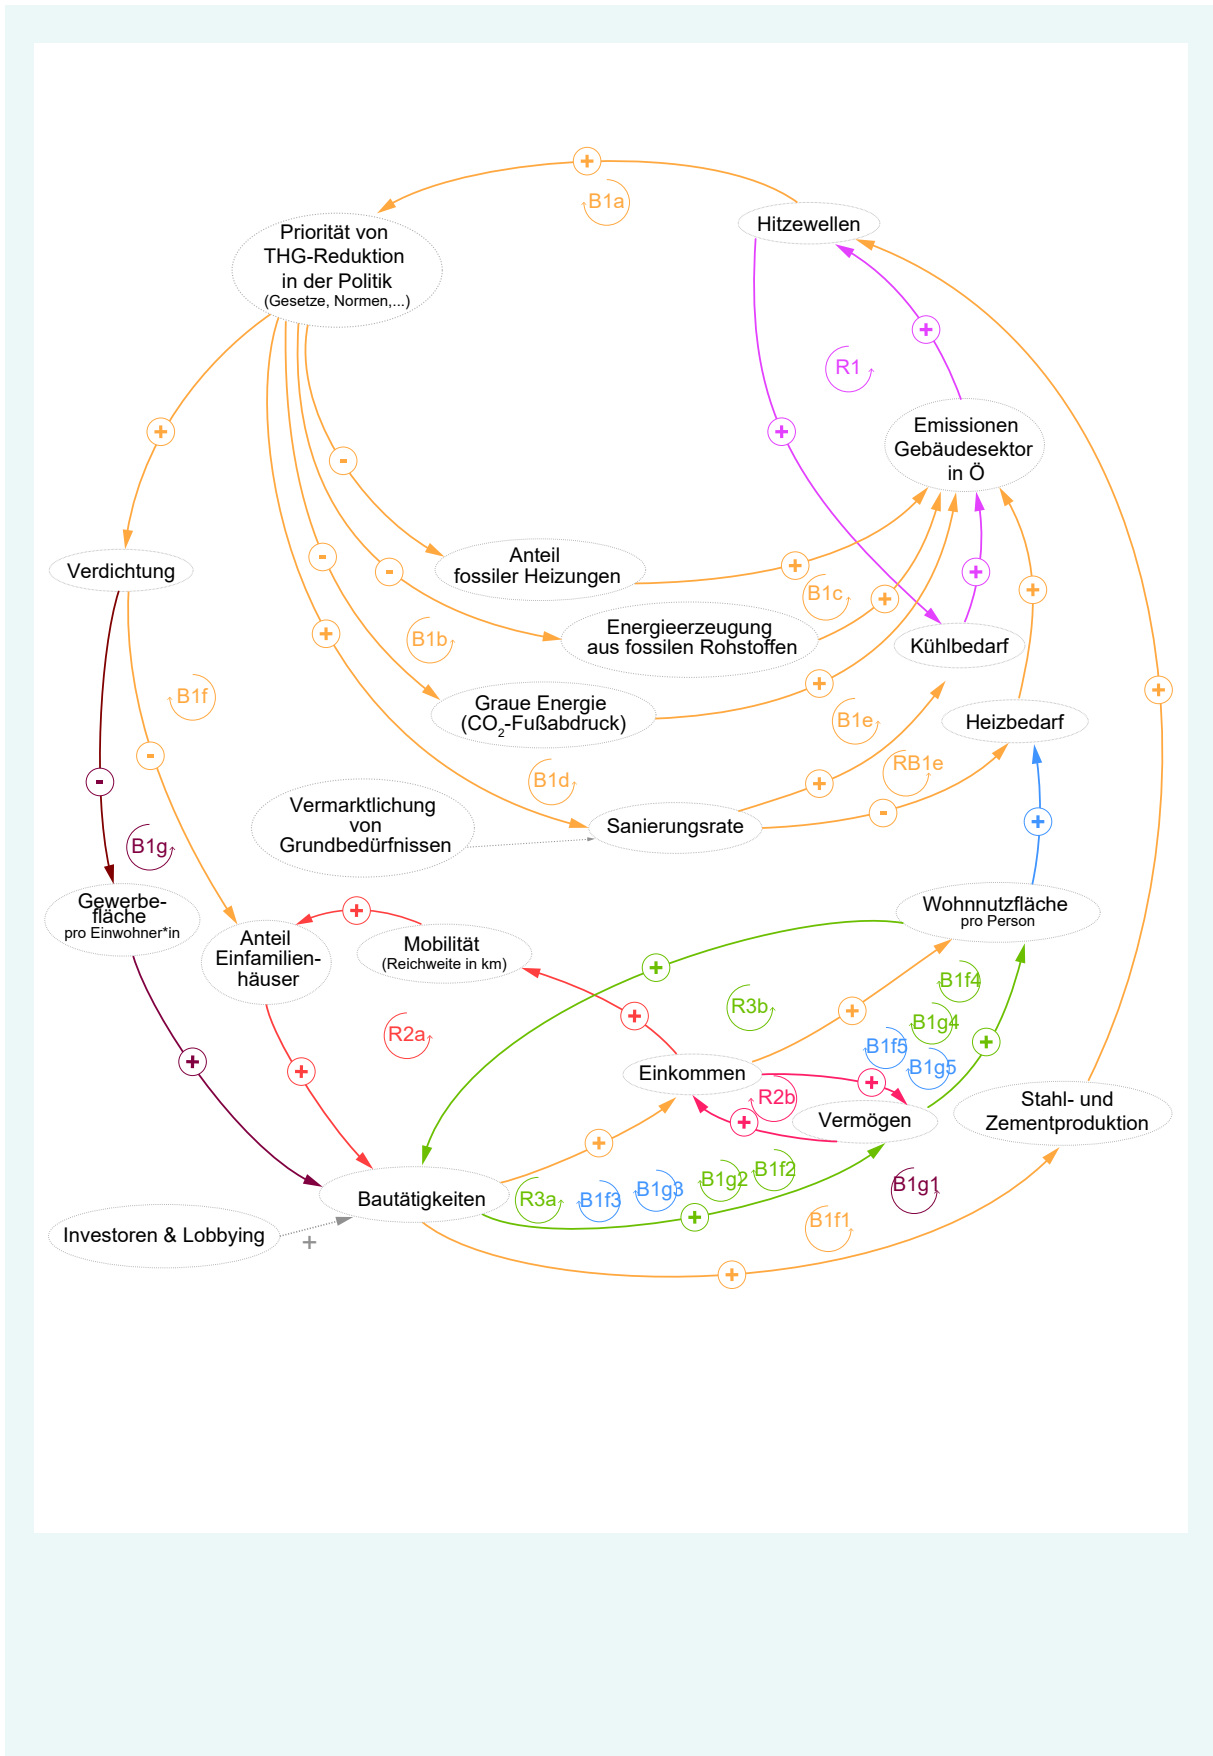 +
B1a
Hitzewellen
Priorität von
THG-Reduktion
in der Politik
(Gesetze, Normen,...)
+
R1
+
+
-
Emissionen
Gebäudesektor
in Ö
Anteil
fossiler Heizungen
+
-
-
+
Verdichtung
B1c
+
+
Energieerzeugung
aus fossilen Rohstoffen
+
B1b
Kühlbedarf
+
B1f
Graue Energie
(CO2-Fußabdruck)
+
B1e
Heizbedarf
-
-
B1d
+
RB1e
-
+
Vermarktlichung
von
Grundbedürfnissen
Sanierungsrate
B1g
Gewerbe-
fläche
pro Einwohner*in
+
Wohnnutzfläche
pro Person
Anteil
Einfamilien-
häuser
Mobilität
(Reichweite in km)
+
B1f4
R3b
+
+
B1g4
R2a
+
B1f5
B1g5
+
+
Einkommen
+
R2b
Stahl- und
Zementproduktion
Vermögen
+
+
B1g2
B1f2
B1g3
B1g1
R3a
B1f3
Bautätigkeiten
+
B1f1
Investoren & Lobbying
+
+